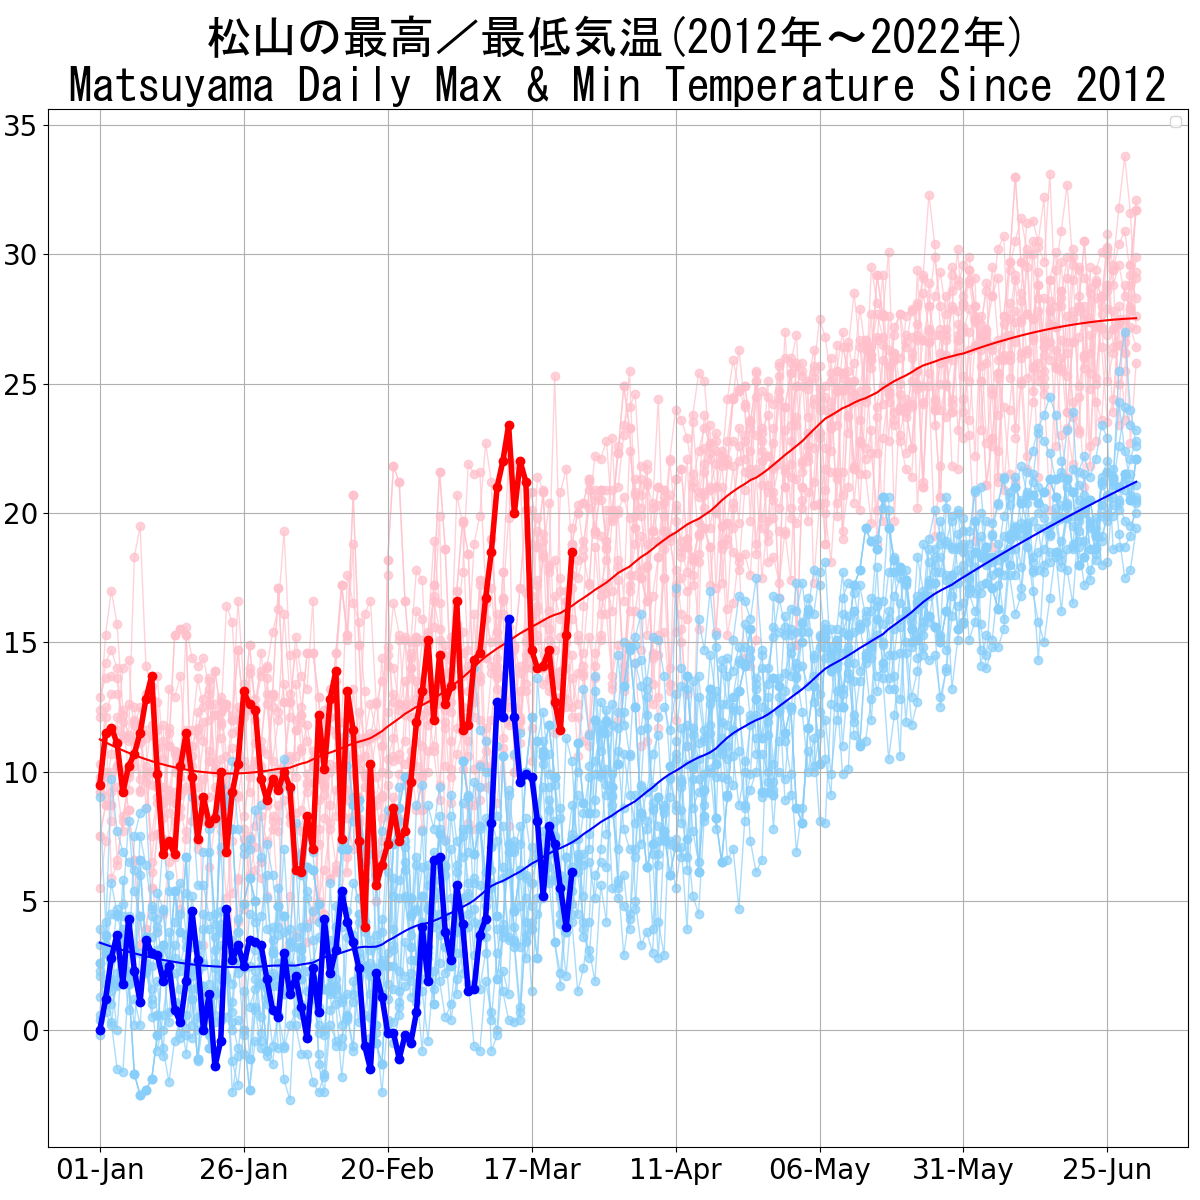 松山の最高／最低気温(2012年〜2022年)
Matsuyama Daily Max & Min Temperature Since 2012
35
30
25
20
15
10
5
0
01-Jan 26-Jan 20-Feb 17-Mar 11-Apr 06-May 31-May 25-Jun